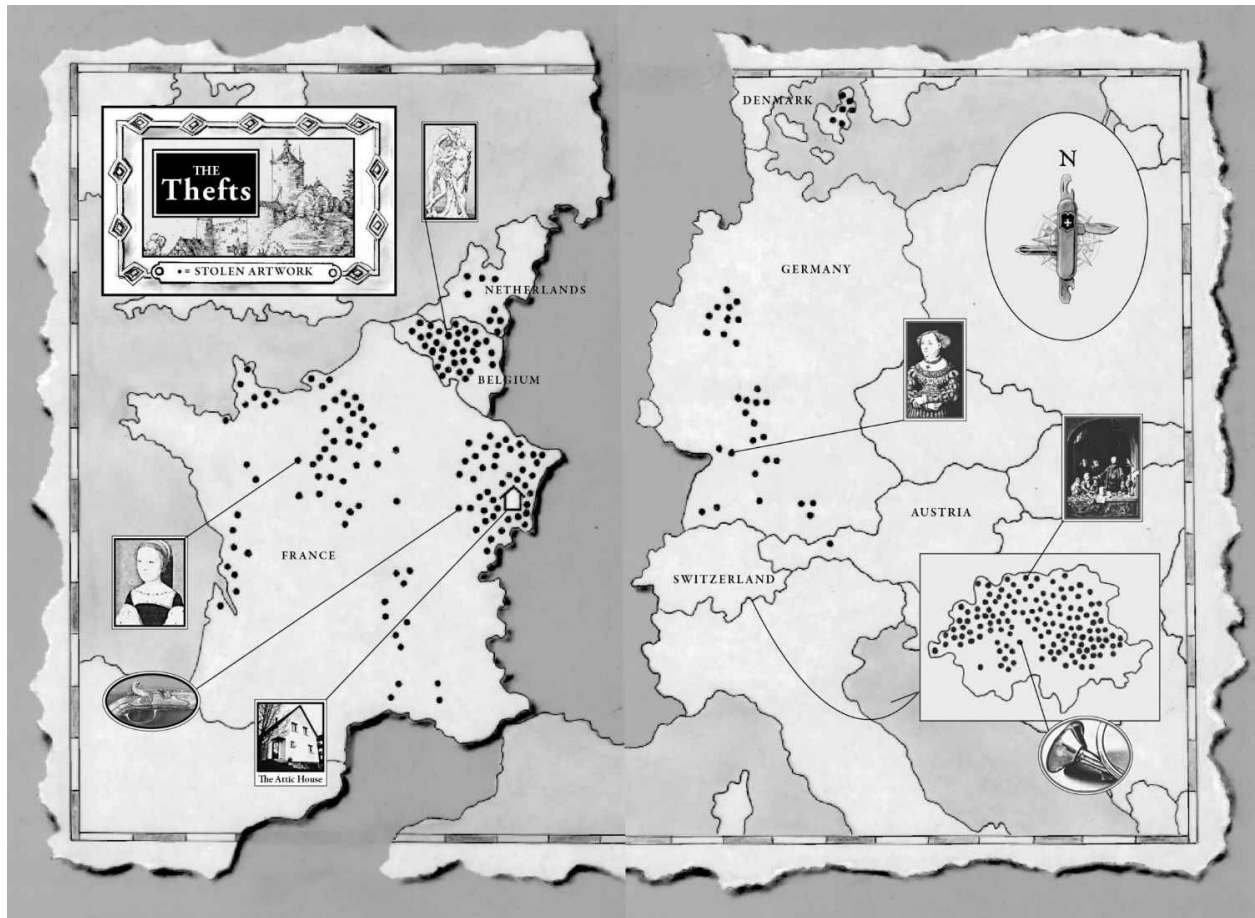 THE
Thefts
• = STOLEN ARTWORK
NETHERLANDS
BELGIUM
FRANCE
The Attic House
DENMARK
N
GERMANY
AUSTRIA
SWITZERLAND